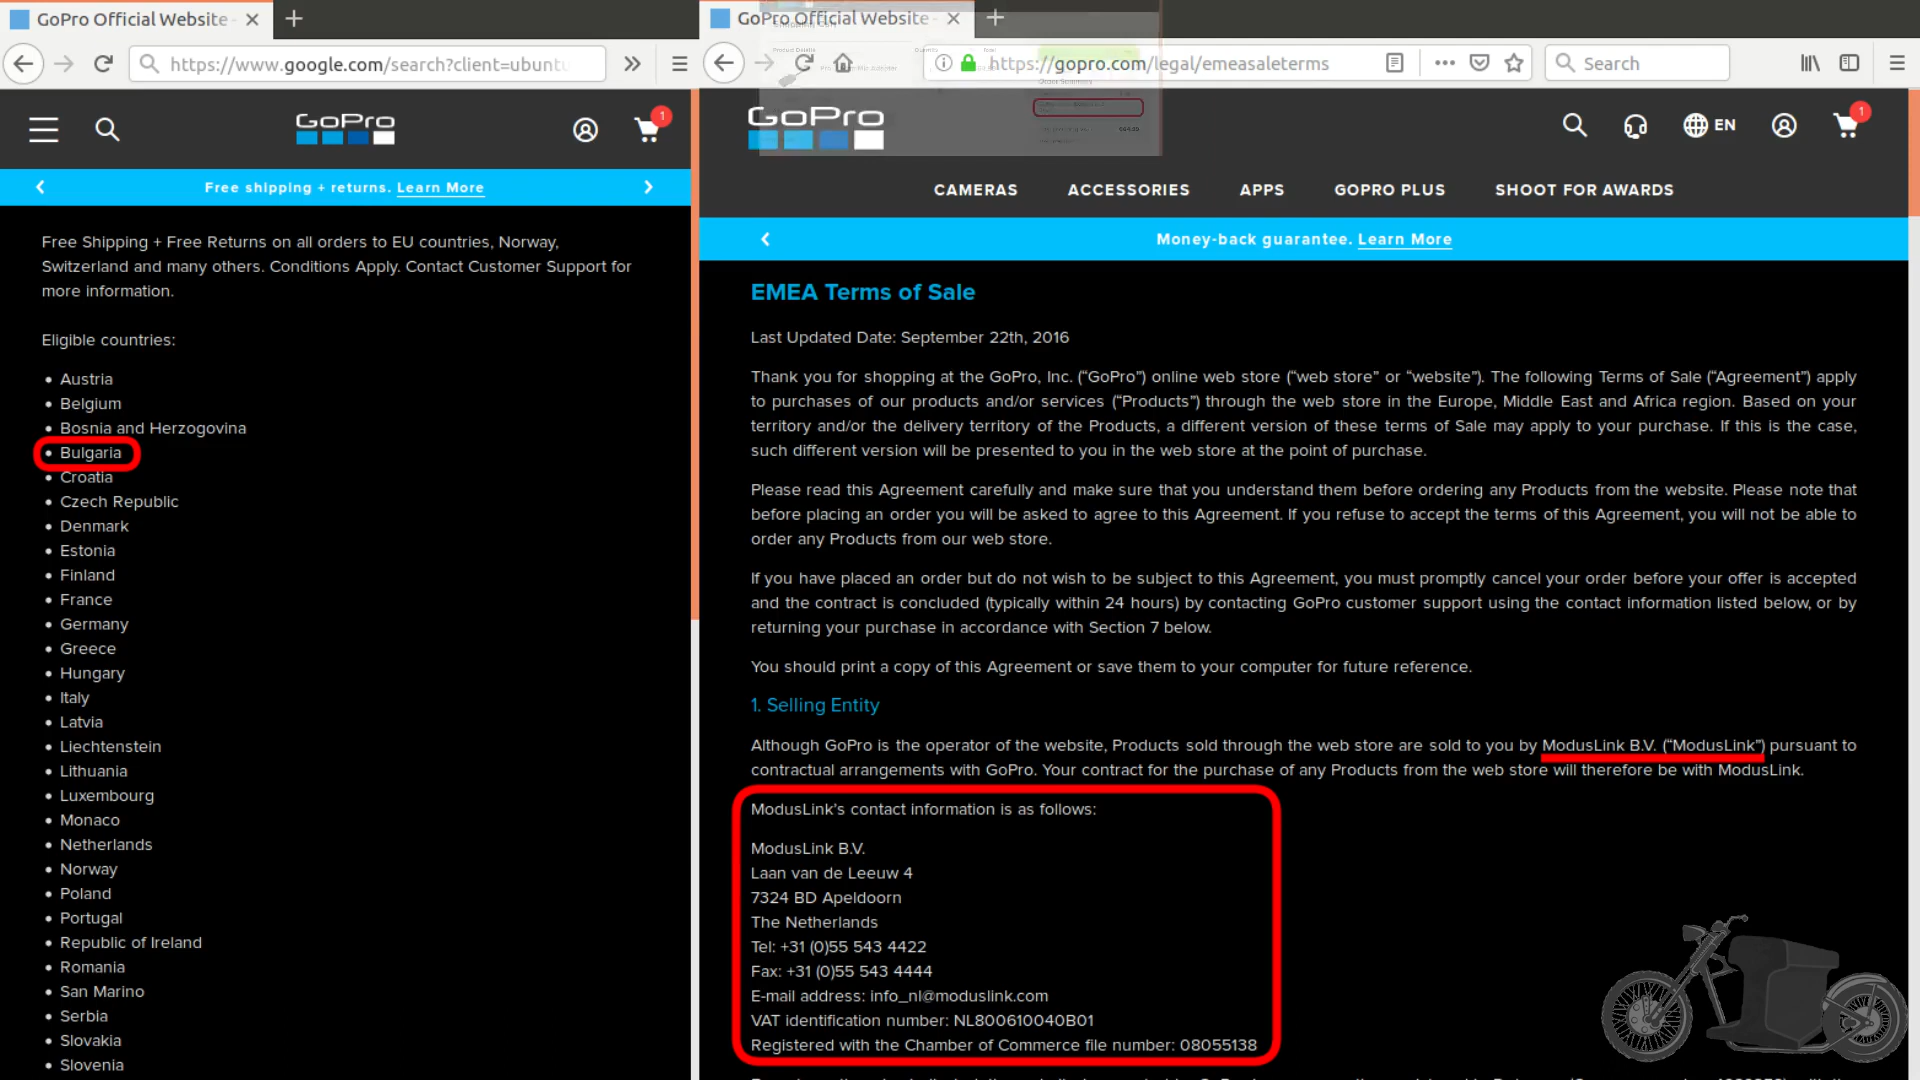 GoPro Official Website -
https://www.google.com/search?client=ubuntu
GoPro
1
Free shipping + returns. Learn More
Free Shipping + Free Returns on all orders to EU countries, Norway,
Switzerland and many others. Conditions Apply. Contact Customer Support for
more information.
Eligible countries:
Austria
Belgium
Bosnia and Herzogovina
Bulgaria
Croatia
Czech Republic
Denmark
Estonia
Finland
France
Germany
Greece
Hungary
Italy
Latvia
Liechtenstein
Lithuania
Luxembourg
Monaco
Netherlands
Norway
Poland
Portugal
Republic of Ireland
Romania
San Marino
Serbia
Slovakia
Slovenia
GoPro Official Website -
https://gopro.com/legal/emeasaleterms
Search
GoPro
EN
1
CAMERAS ACCESSORIES APPS GOPRO PLUS SHOOT FOR AWARDS
Money-back guarantee. Learn More
EMEA Terms of Sale
Last Updated Date: September 22th, 2016
Thank you for shopping at the GoPro, Inc. (“GoPro”) online web store (“web store” or “website”). The following Terms of Sale (“Agreement”) apply
to purchases of our products and/or services (“Products”) through the web store in the Europe, Middle East and Africa region. Based on your
territory and/or the delivery territory of the Products, a different version of these terms of Sale may apply to your purchase. If this is the case,
such different version will be presented to you in the web store at the point of purchase.
Please read this Agreement carefully and make sure that you understand them before ordering any Products from the website. Please note that
before placing an order you will be asked to agree to this Agreement. If you refuse to accept the terms of this Agreement, you will not be able to
order any Products from our web store.
If you have placed an order but do not wish to be subject to this Agreement, you must promptly cancel your order before your offer is accepted
and the contract is concluded (typically within 24 hours) by contacting GoPro customer support using the contact information listed below, or by
returning your purchase in accordance with Section 7 below.
You should print a copy of this Agreement or save them to your computer for future reference.
1. Selling Entity
Although GoPro is the operator of the website, Products sold through the web store are sold to you by ModusLink B.V. (“ModusLink”) pursuant to
contractual arrangements with GoPro. Your contract for the purchase of any Products from the web store will therefore be with ModusLink.
ModusLink’s contact information is as follows:
ModusLink B.V.
Laan van de Leeuw 4
7324 BD Apeldoorn
The Netherlands
Tel: +31 (0)55 543 4422
Fax: +31 (0)55 543 4444
E-mail address: info_nl@moduslink.com
VAT identification number: NL800610040B01
Registered with the Chamber of Commerce file number: 08055138